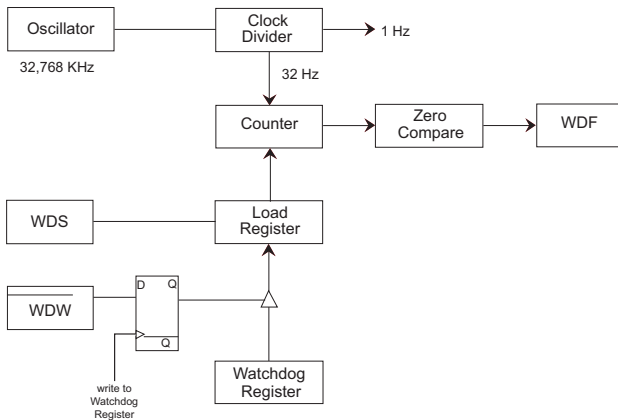 Oscillator
Clock
Divider
1 Hz
32,768 KHz
32 Hz
Counter
Zero
Compare
WDF
WDS
Load
Register
WDW
D
Q
Q
write to
Watchdog
Register
Watchdog
Register